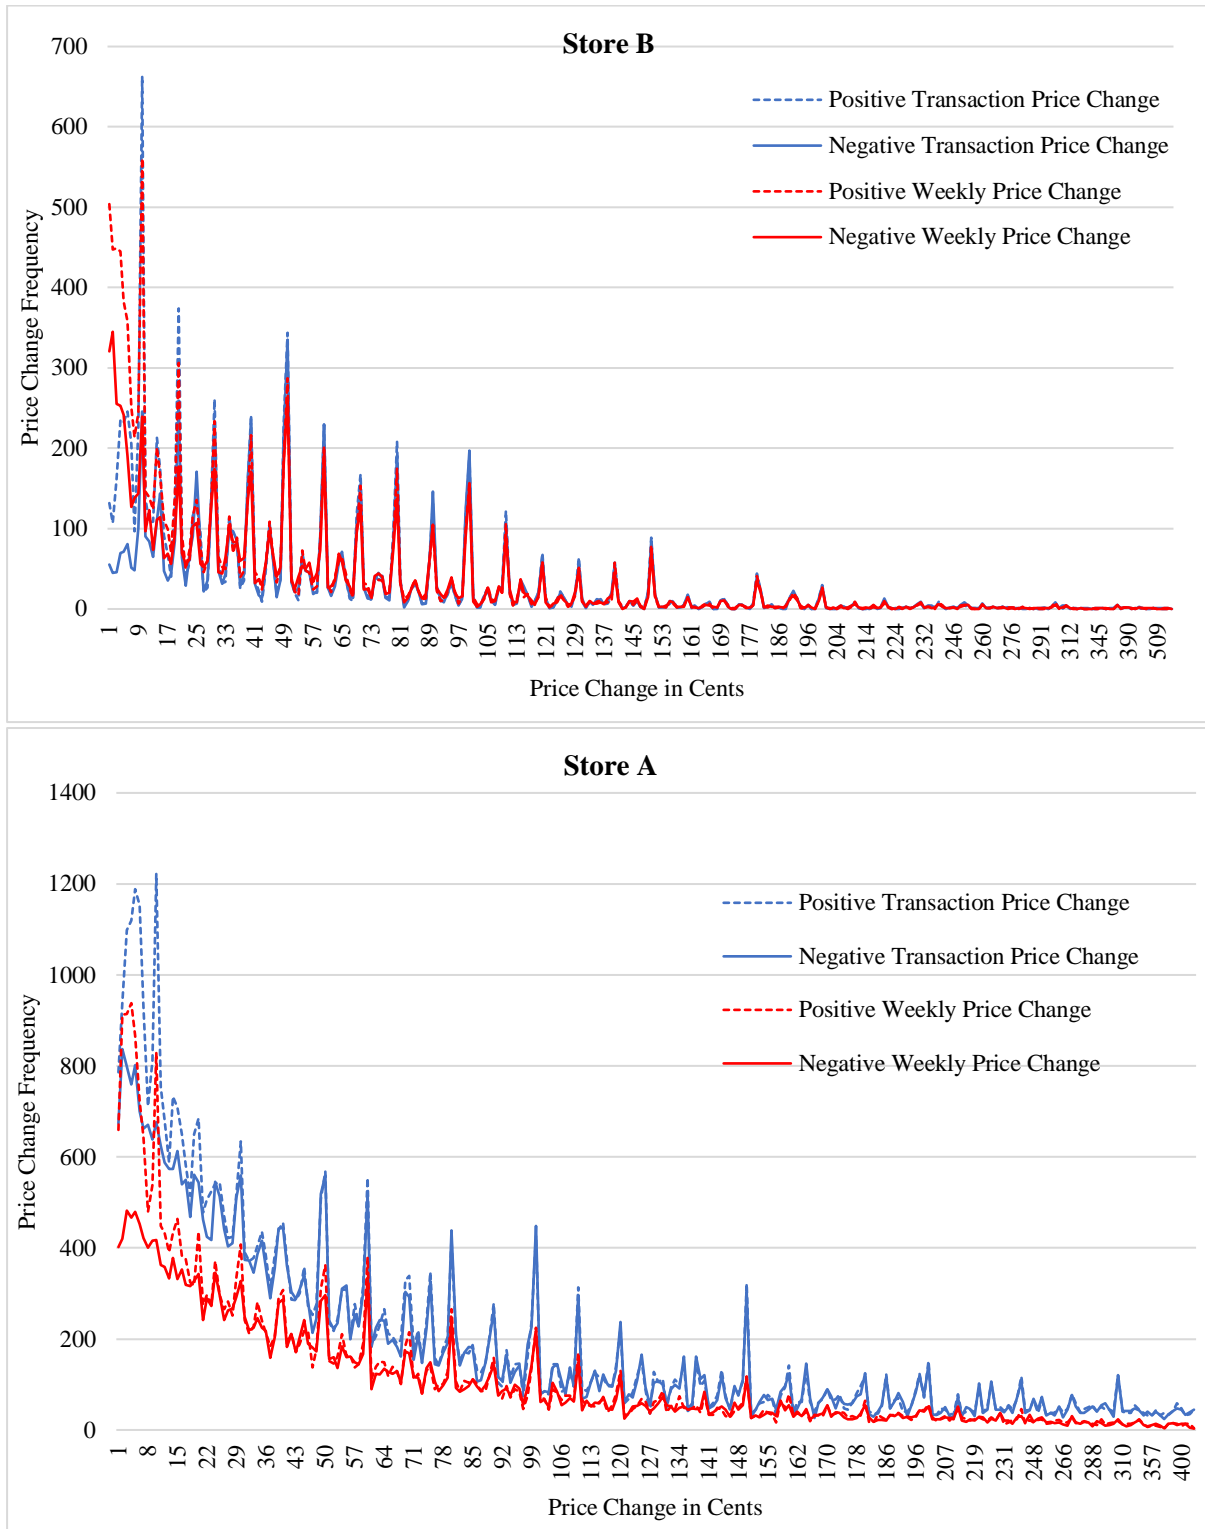 Store B
700
600
500
400
300
200
100
0
Positive Transaction Price Change
Negative Transaction Price Change
Positive Weekly Price Change
Negative Weekly Price Change
Price Change Frequency
1 9 17 25 33 41 49 57 65 73 81 89 97 105 113 121 129 137 145 153 161 169 177 186 196 204 214 224 232 246 260 276 291 312 345 390 509
Price Change in Cents
Store A
1400
1200
1000
800
600
400
200
0
Positive Transaction Price Change
Negative Transaction Price Change
Positive Weekly Price Change
Negative Weekly Price Change
Price Change Frequency
1 8 15 22 29 36 43 50 57 64 71 78 85 92 99 106 113 120 127 134 141 148 155 162 169 178 186 196 207 219 231 248 266 288 310 357 400
Price Change in Cents